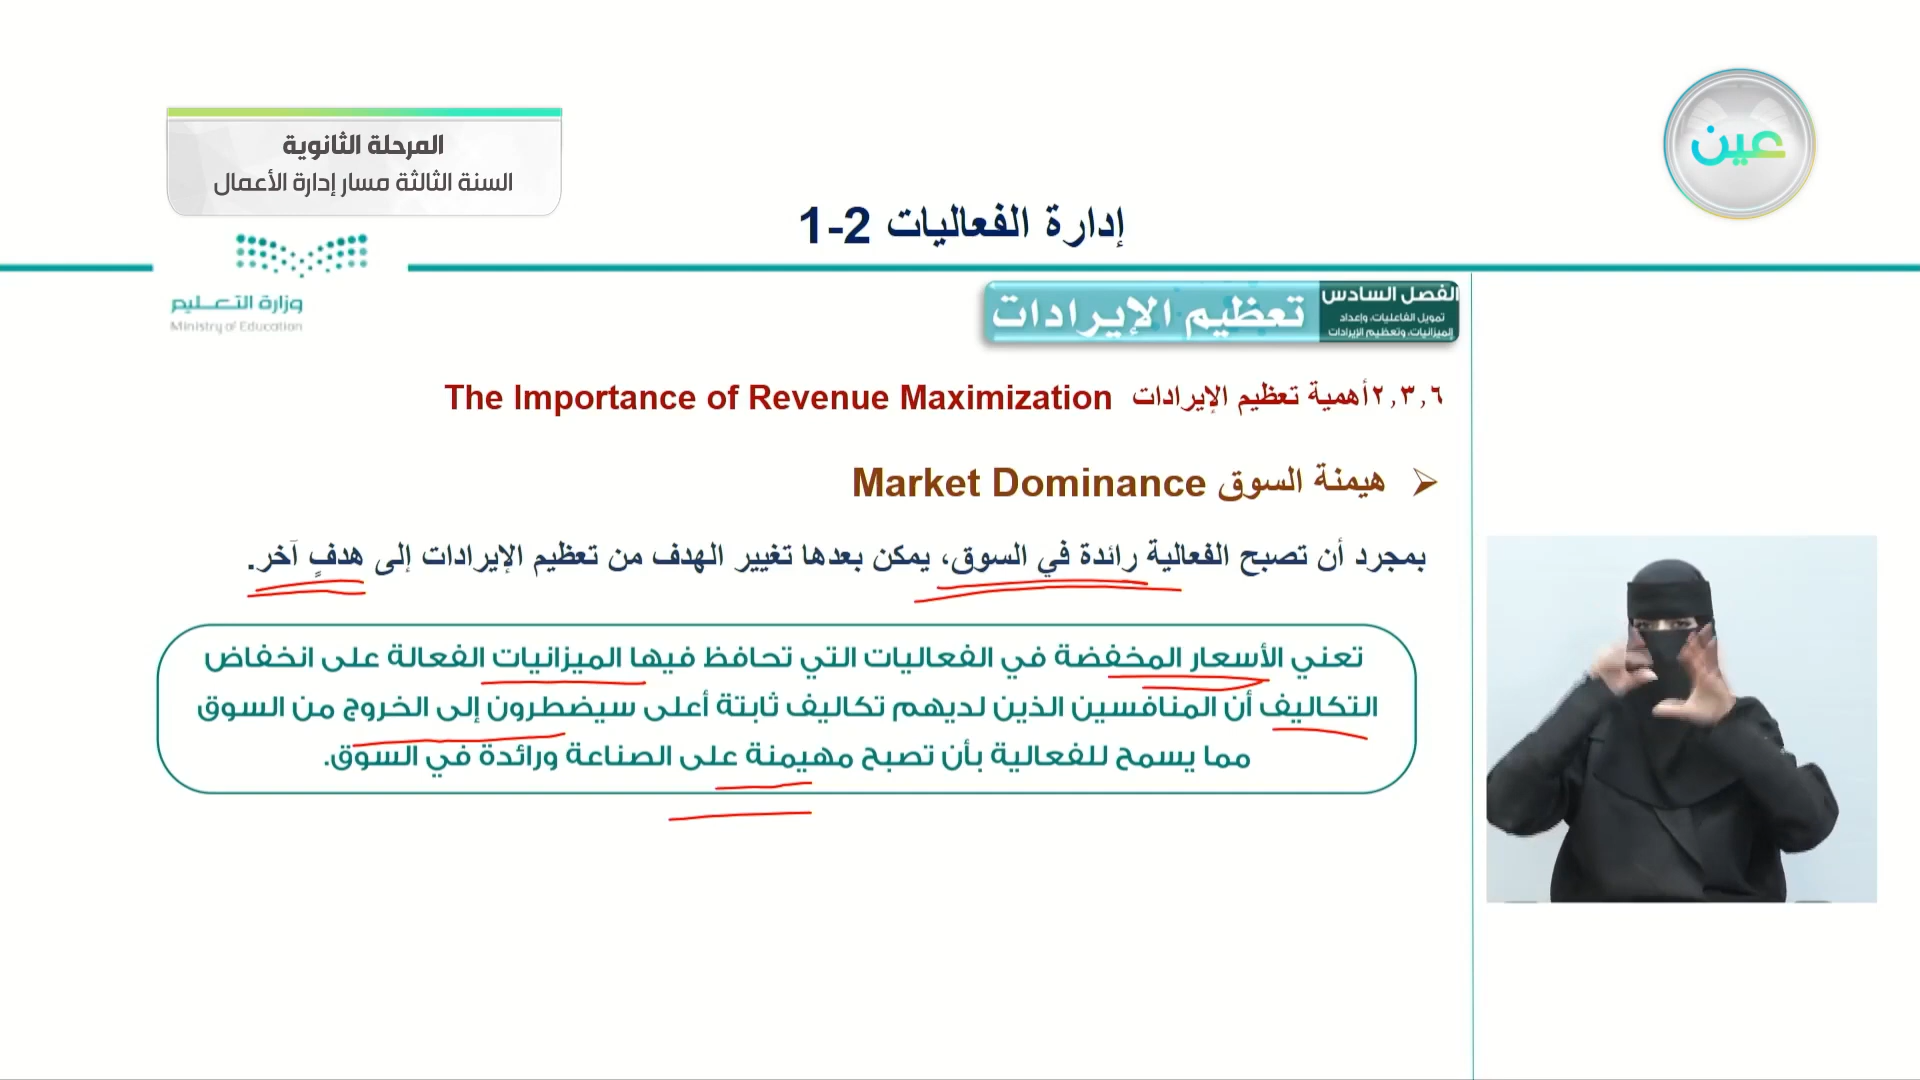 المرحلة الثانوية
السنة الثالثة مسار إدارة الأعمال
عين
إدارة الفعاليات 2-1
وزارة التعليم
Ministry of Education
الفصل السادس
تمويل الفاعليات، وإعداد
الميزانيات، وتعظيم الإيرادات
تعظيم الإيرادات
٢,٣,٦أهمية تعظيم الإيرادات The Importance of Revenue Maximization
هيمنة السوق Market Dominance
بمجرد أن تصبح الفعالية رائدة في السوق، يمكن بعدها تغيير الهدف من تعظيم الإيرادات إلى هدفٍ آخر.
تعني الأسعار المخفضة في الفعاليات التي تحافظ فيها الميزانيات الفعالة على انخفاض
التكاليف أن المنافسين الذين لديهم تكاليف ثابتة أعلى سيضطرون إلى الخروج من السوق
مما يسمح للفعالية بأن تصبح مهيمنة على الصناعة ورائدة في السوق.